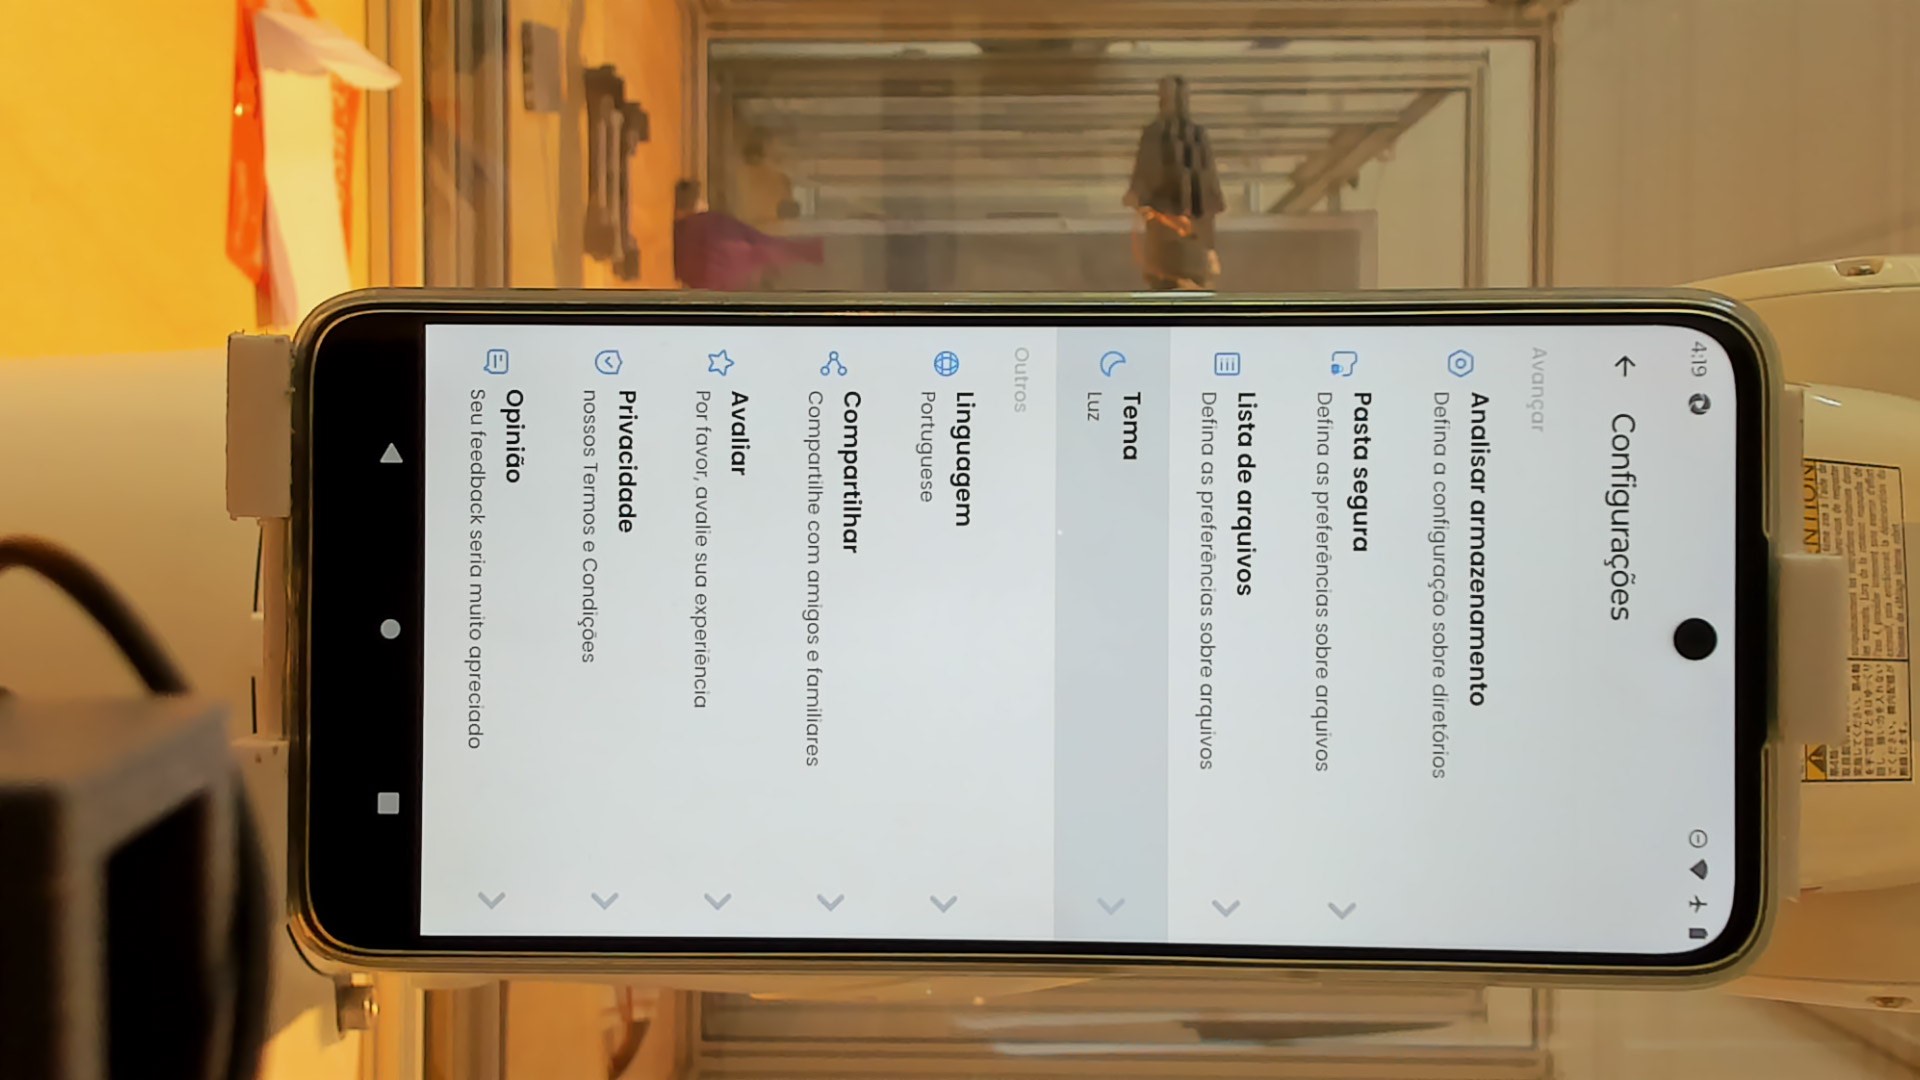 4:19
Configurações
Avançar
Analisar armazenamento
Defina a configuração sobre diretórios
Pasta segura
Defina as preferências sobre arquivos
Lista de arquivos
Defina as preferências sobre arquivos
Tema
Luz
Outros
Linguagem
Portuguese
Compartilhar
Compartilhe com amigos e familiares
Avaliar
Por favor, avalie sua experiência
Privacidade
nossos Termos e Condições
Opinião
Seu feedback seria muito apreciado